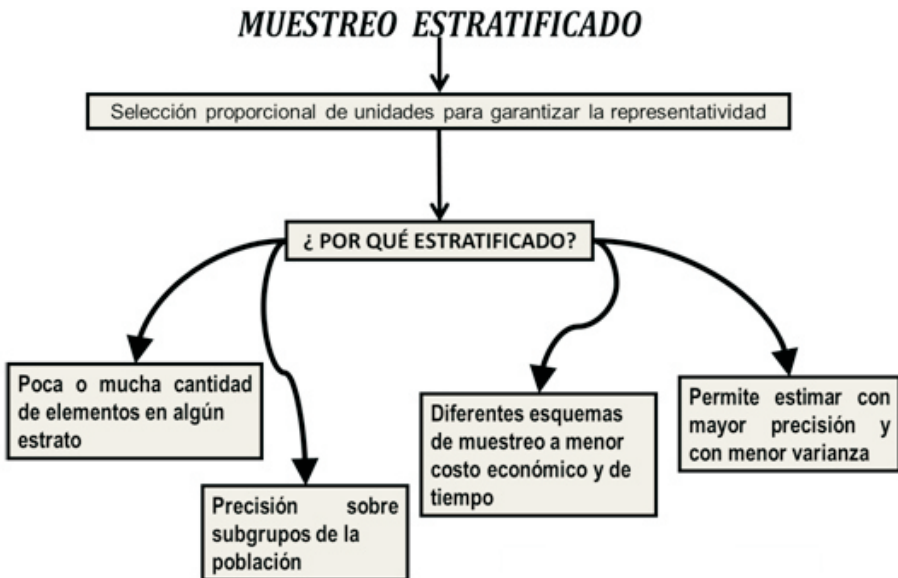 MUESTREO ESTRATIFICADO
Selección proporcional de unidades para garantizar la representatividad
¿ POR QUÉ ESTRATIFICADO?
Poca o mucha cantidad
de elementos en algún
estrato
Precisión sobre
subgrupos de la
población
Diferentes esquemas
de muestreo a menor
costo económico y de
tiempo
Permite estimar con
mayor precisión y
con menor varianza